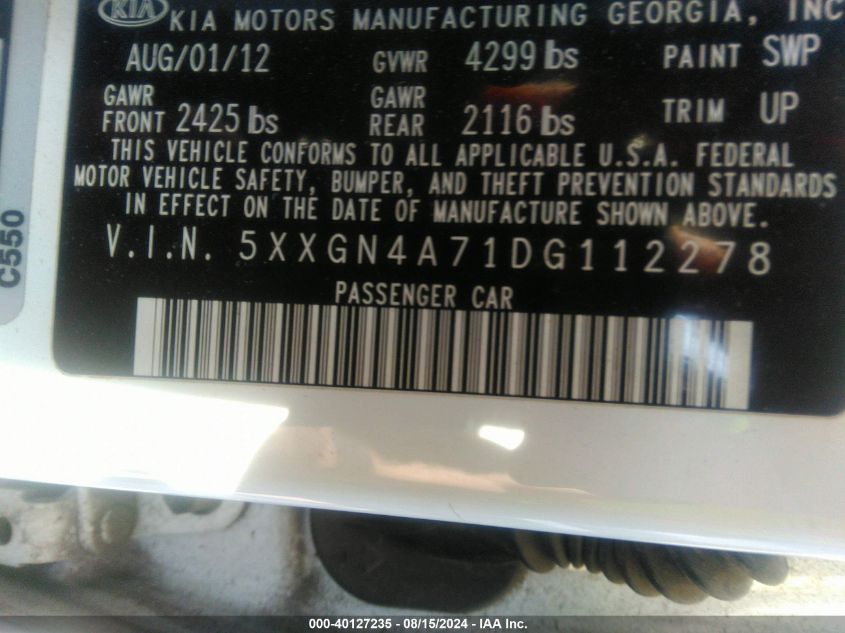 KIA KIA MOTORS MANUFACTURING GEORGIA, INC
AUG/01/12 GVWR 4299 lbs PAINT SWP
GAWR FRONT 2425 lbs GAWR REAR 2116 lbs TRIM UP
THIS VEHICLE CONFORMS TO ALL APPLICABLE U.S.A. FEDERAL
MOTOR VEHICLE SAFETY, BUMPER, AND THEFT PREVENTION STANDARDS
IN EFFECT ON THE DATE OF MANUFACTURE SHOWN ABOVE.
V.I.N. 5XXGN4A71DG112278
PASSENGER CAR
C550
000-40127235 - 08/15/2024 - IAA Inc.